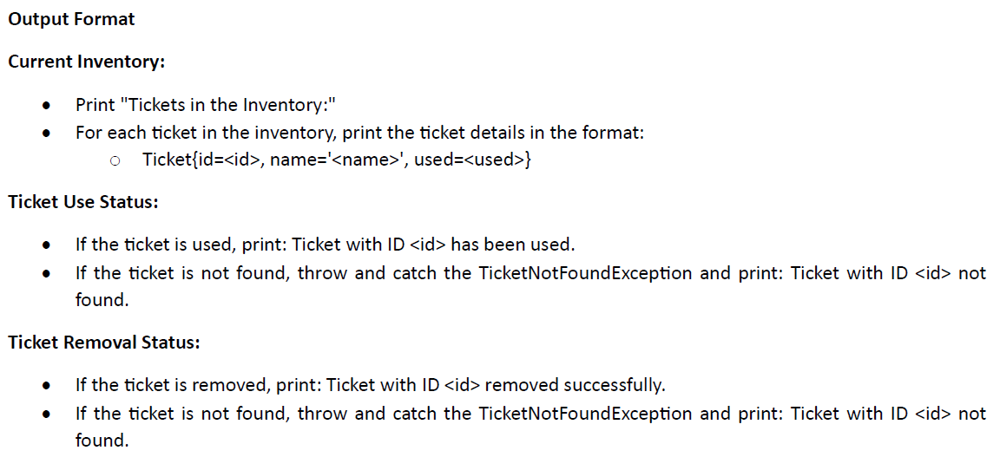 Output Format
Current Inventory:
● Print "Tickets in the Inventory:"
● For each ticket in the inventory, print the ticket details in the format:
○ Ticket{id=<id>, name='<name>', used=<used>}
Ticket Use Status:
● If the ticket is used, print: Ticket with ID <id> has been used.
● If the ticket is not found, throw and catch the TicketNotFoundException and print: Ticket with ID <id> not
found.
Ticket Removal Status:
● If the ticket is removed, print: Ticket with ID <id> removed successfully.
● If the ticket is not found, throw and catch the TicketNotFoundException and print: Ticket with ID <id> not
found.